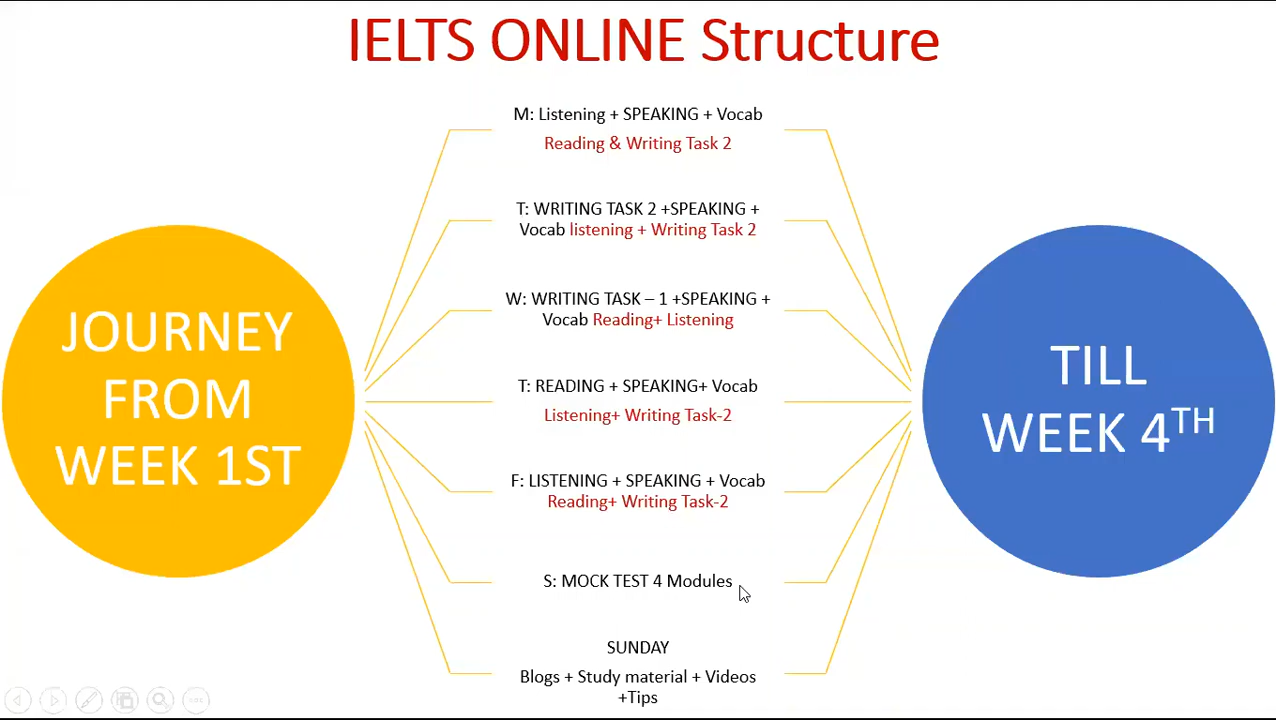 IELTS ONLINE Structure
M: Listening + SPEAKING + Vocab
Reading & Writing Task 2
T: WRITING TASK 2 +SPEAKING +
Vocab listening + Writing Task 2
W: WRITING TASK – 1 +SPEAKING +
Vocab Reading+ Listening
T: READING + SPEAKING+ Vocab
Listening+ Writing Task-2
F: LISTENING + SPEAKING + Vocab
Reading+ Writing Task-2
S: MOCK TEST 4 Modules
SUNDAY
Blogs + Study material + Videos
+Tips
JOURNEY
FROM
WEEK 1ST
TILL
WEEK 4TH